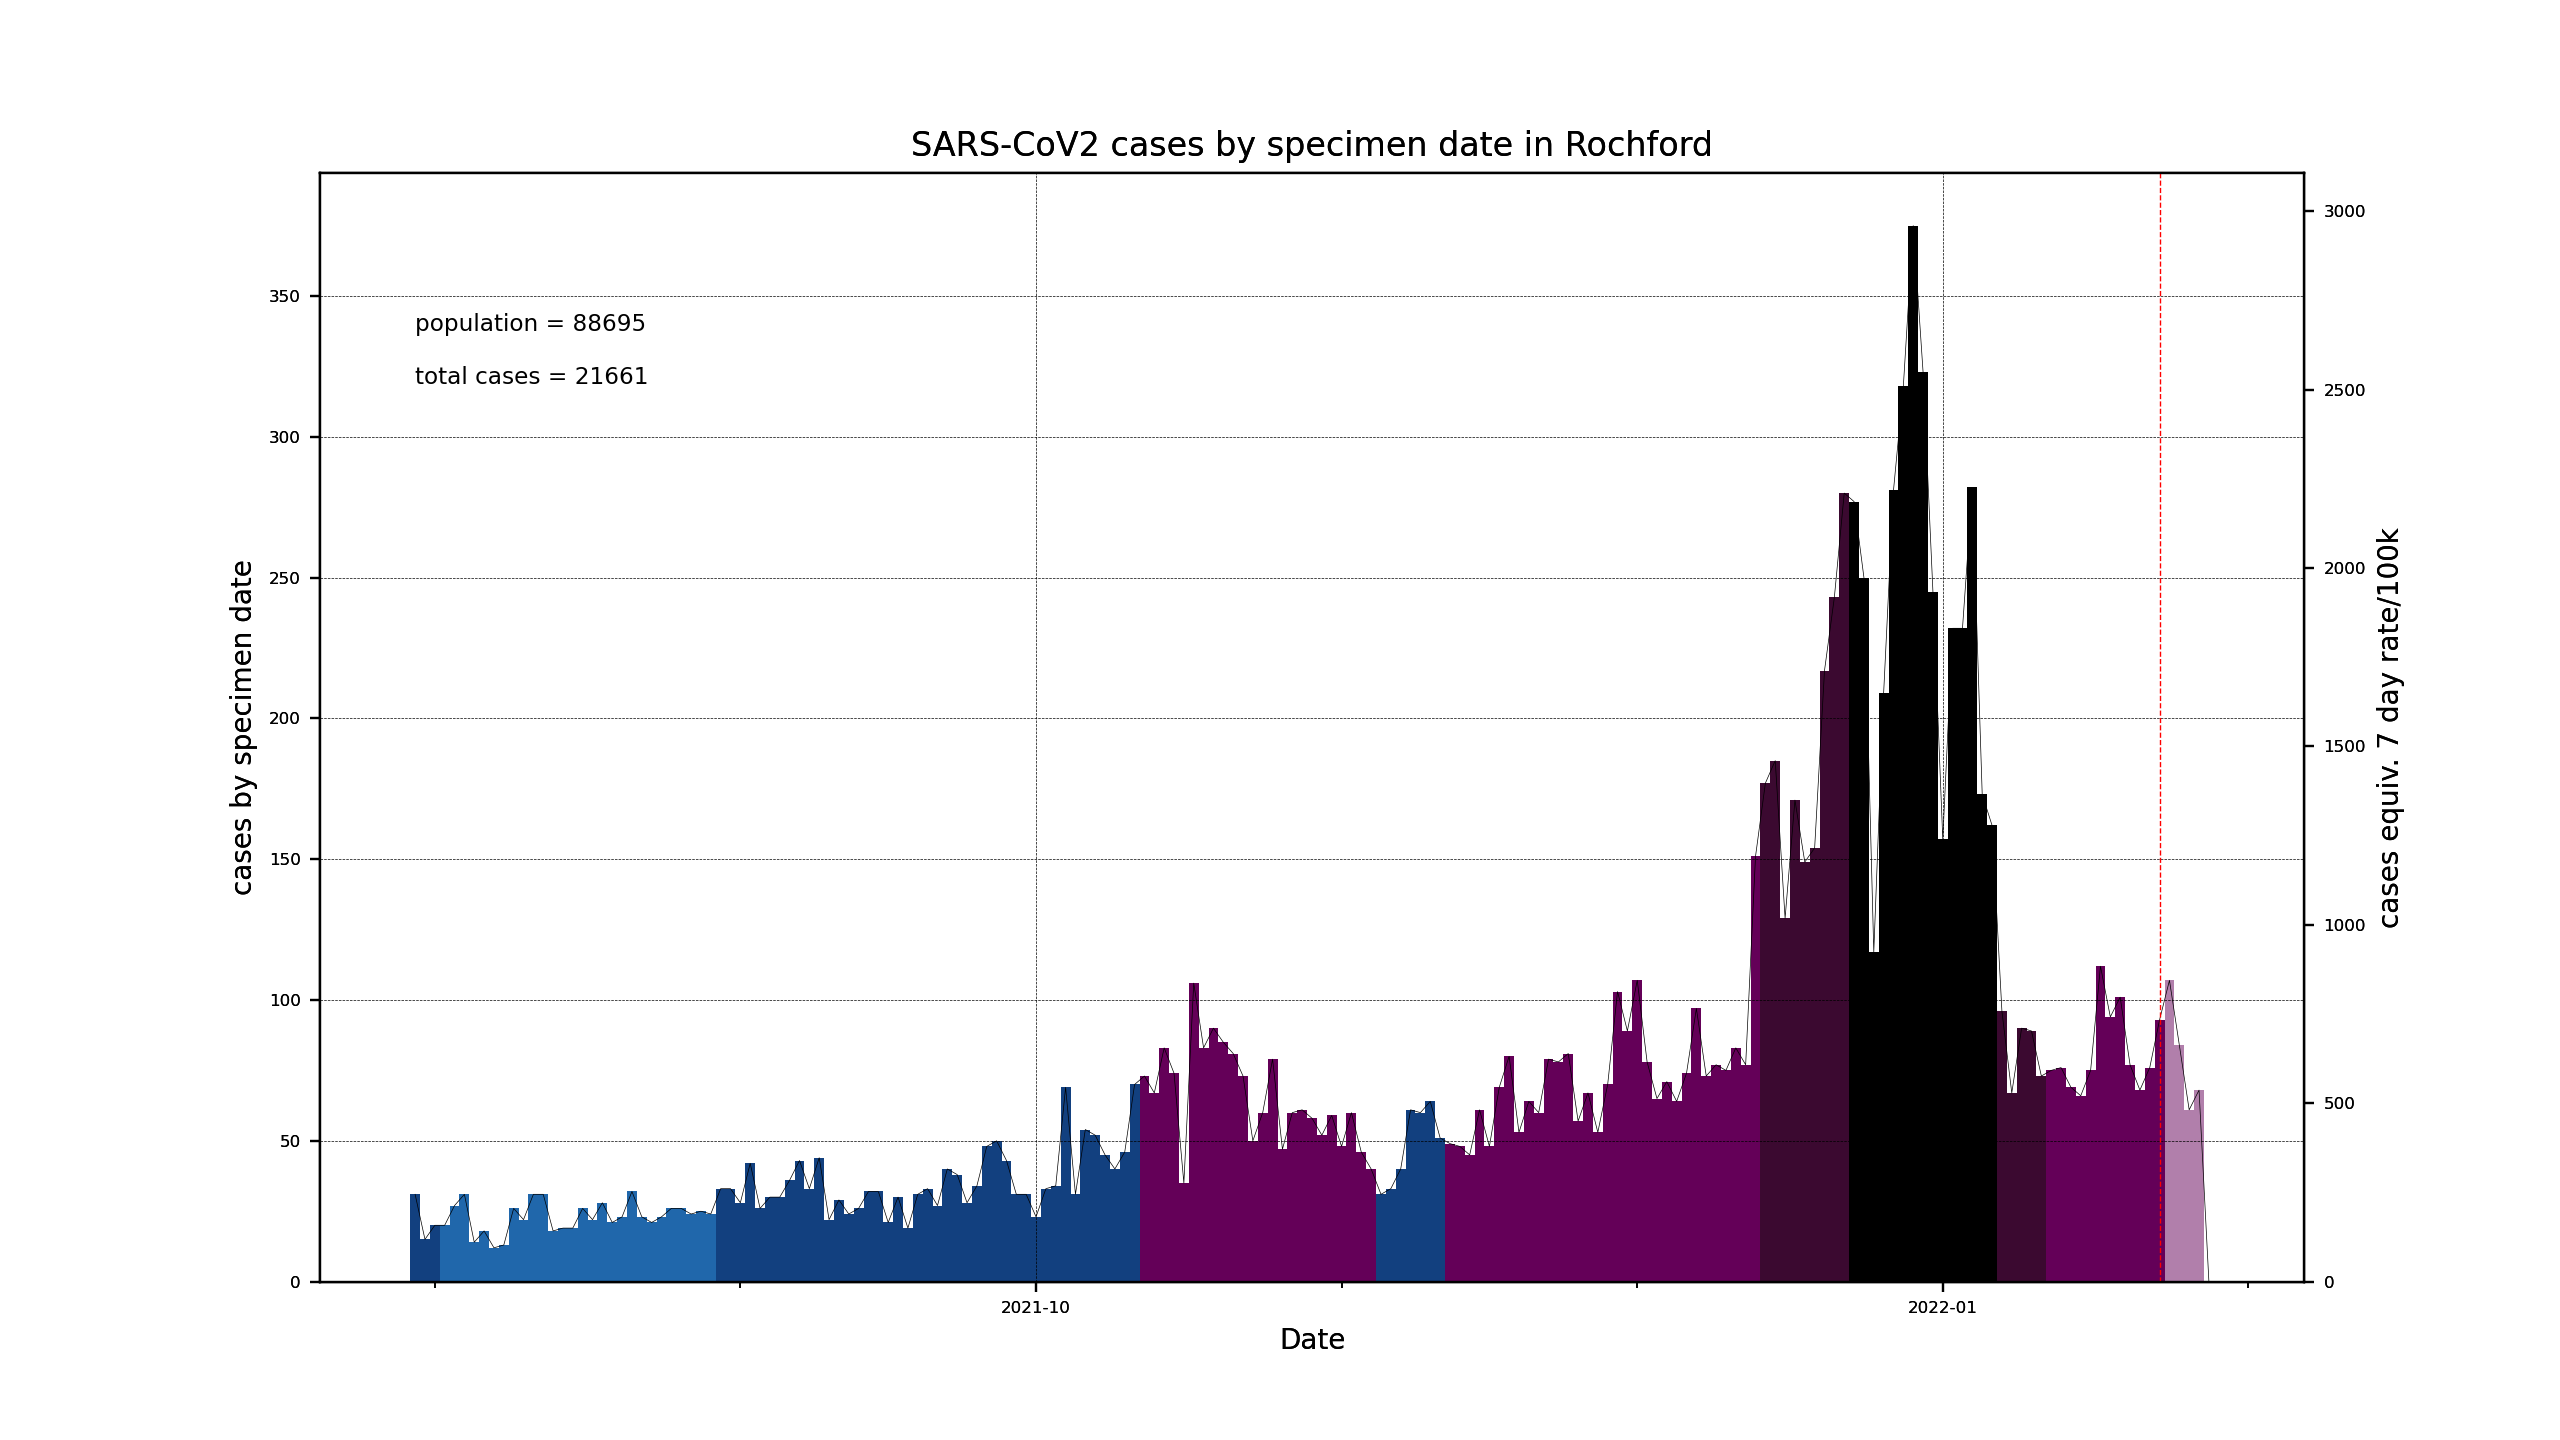 SARS-CoV2 cases by specimen date in Rochford
population = 88695
total cases = 21661
cases by specimen date
350
300
250
200
150
100
50
0
3000
2500
2000
1500
1000
500
0
cases equiv. 7 day rate/100k
2021-10
2022-01
Date